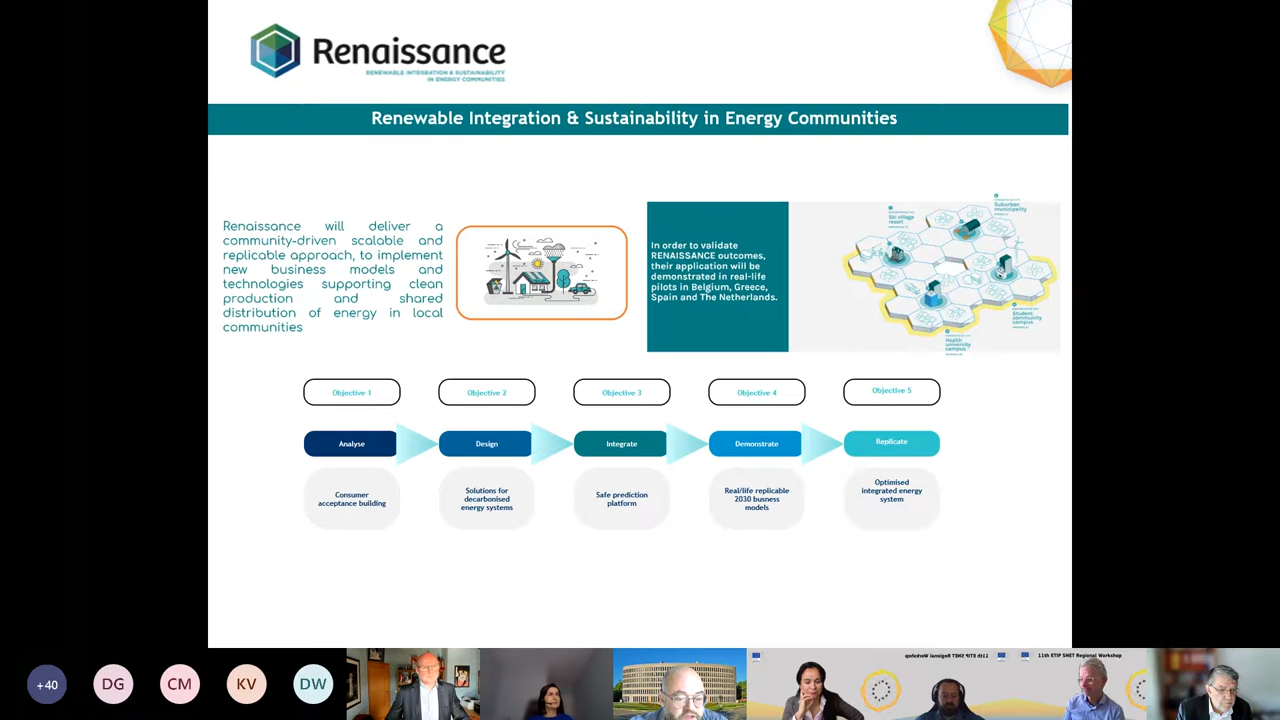 Renaissance
RENEWABLE INTEGRATION & SUSTAINABILITY
IN ENERGY COMMUNITIES
Renewable Integration & Sustainability in Energy Communities
Renaissance will deliver a
community-driven scalable and
replicable approach, to implement
new business models and
technologies supporting clean
production and shared
distribution of energy in local
communities
In order to validate
RENAISSANCE outcomes,
their application will be
demonstrated in real-life
pilots in Belgium, Greece,
Spain and The Netherlands.
Ski village
resort
Suburban
municipality
Student
community
campus
Health
university
campus
Objective 1
Objective 2
Objective 3
Objective 4
Objective 5
Analyse
Design
Integrate
Demonstrate
Replicate
Consumer
acceptance building
Solutions for
decarbonised
energy systems
Safe prediction
platform
Real/life replicable
2030 busness
models
Optimised
integrated energy
system
+40
DG
CM
KV
DW
11th ETIP SNET Regional Workshop
11th ETIP SNET Regional Workshop